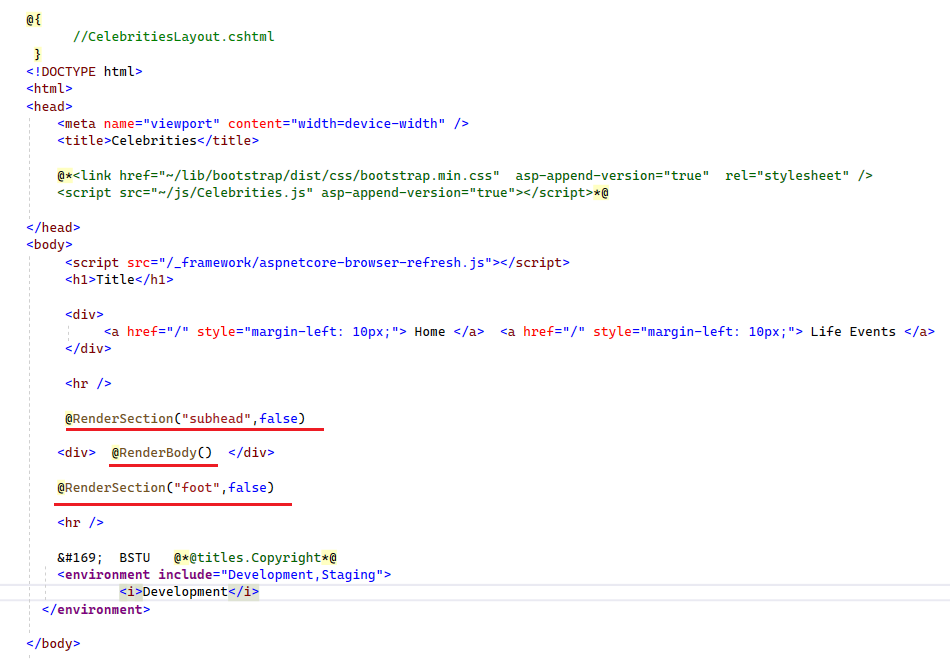 @{
//CelebritiesLayout.cshtml
}
<!DOCTYPE html>
<html>
<head>
<meta name="viewport" content="width=device-width" />
<title>Celebrities</title>
@*<link href="~/lib/bootstrap/dist/css/bootstrap.min.css"  asp-append-version="true"  rel="stylesheet" />
<script src="~/js/Celebrities.js" asp-append-version="true"></script>*@
</head>
<body>
<script src="/_framework/aspnetcore-browser-refresh.js"></script>
<h1>Title</h1>
<div>
<a href="/" style="margin-left: 10px;"> Home </a>  <a href="/" style="margin-left: 10px;"> Life Events </a>
</div>
<hr />
@RenderSection("subhead",false)
<div>  @RenderBody()  </div>
@RenderSection("foot",false)
<hr />
&#169;  BSTU   @*@titles.Copyright*@
<environment include="Development,Staging">
<i>Development</i>
</environment>
</body>